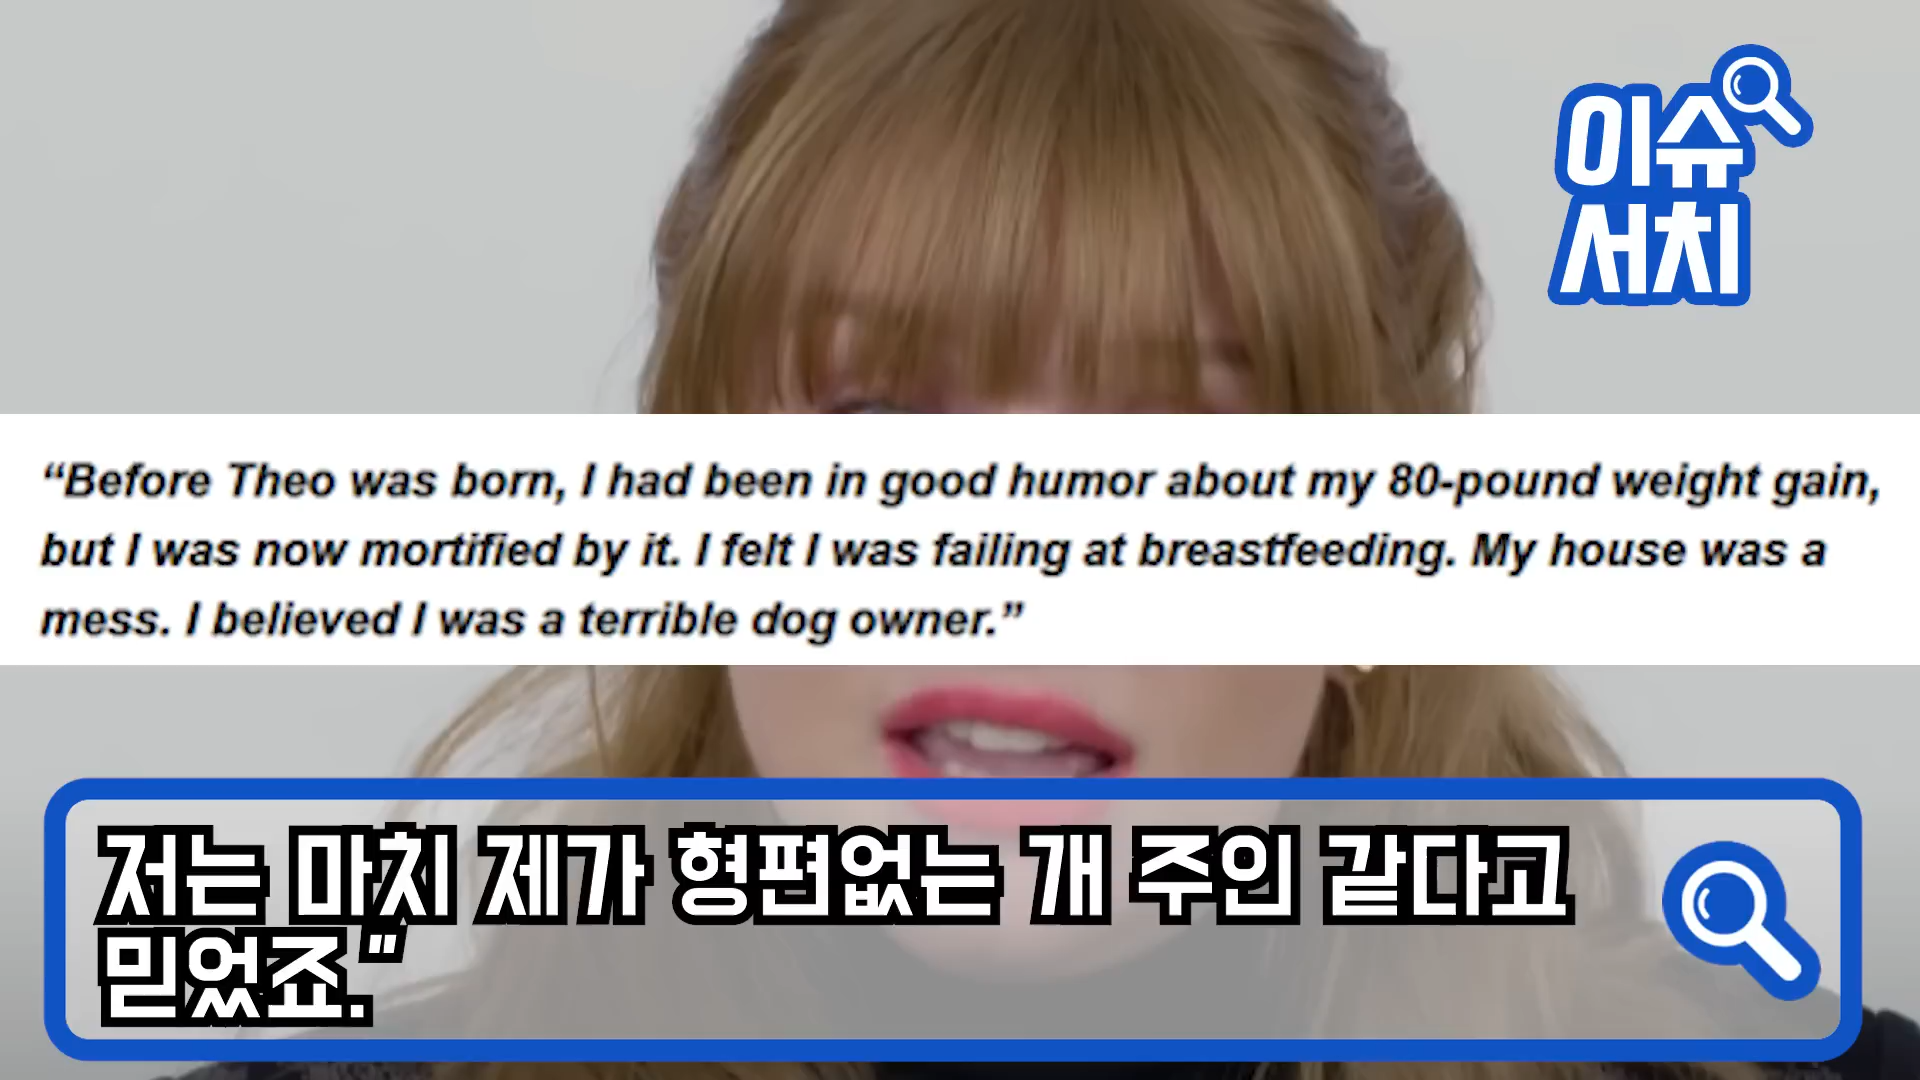 이슈
서치
“Before Theo was born, I had been in good humor about my 80-pound weight gain,
but I was now mortified by it. I felt I was failing at breastfeeding. My house was a
mess. I believed I was a terrible dog owner.”
저는 마치 제가 형편없는 개 주인 같다고
믿었죠."